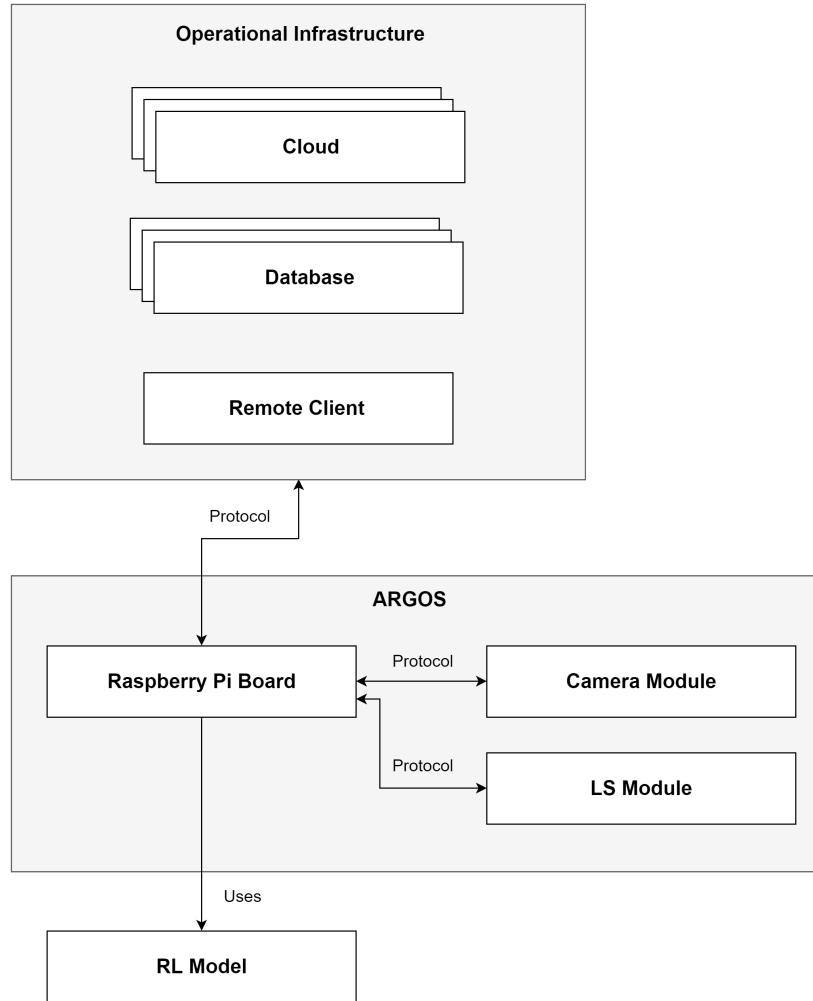 Operational Infrastructure
Cloud
Database
Remote Client
Protocol
ARGOS
Raspberry Pi Board
Protocol
Camera Module
Protocol
LS Module
Uses
RL Model